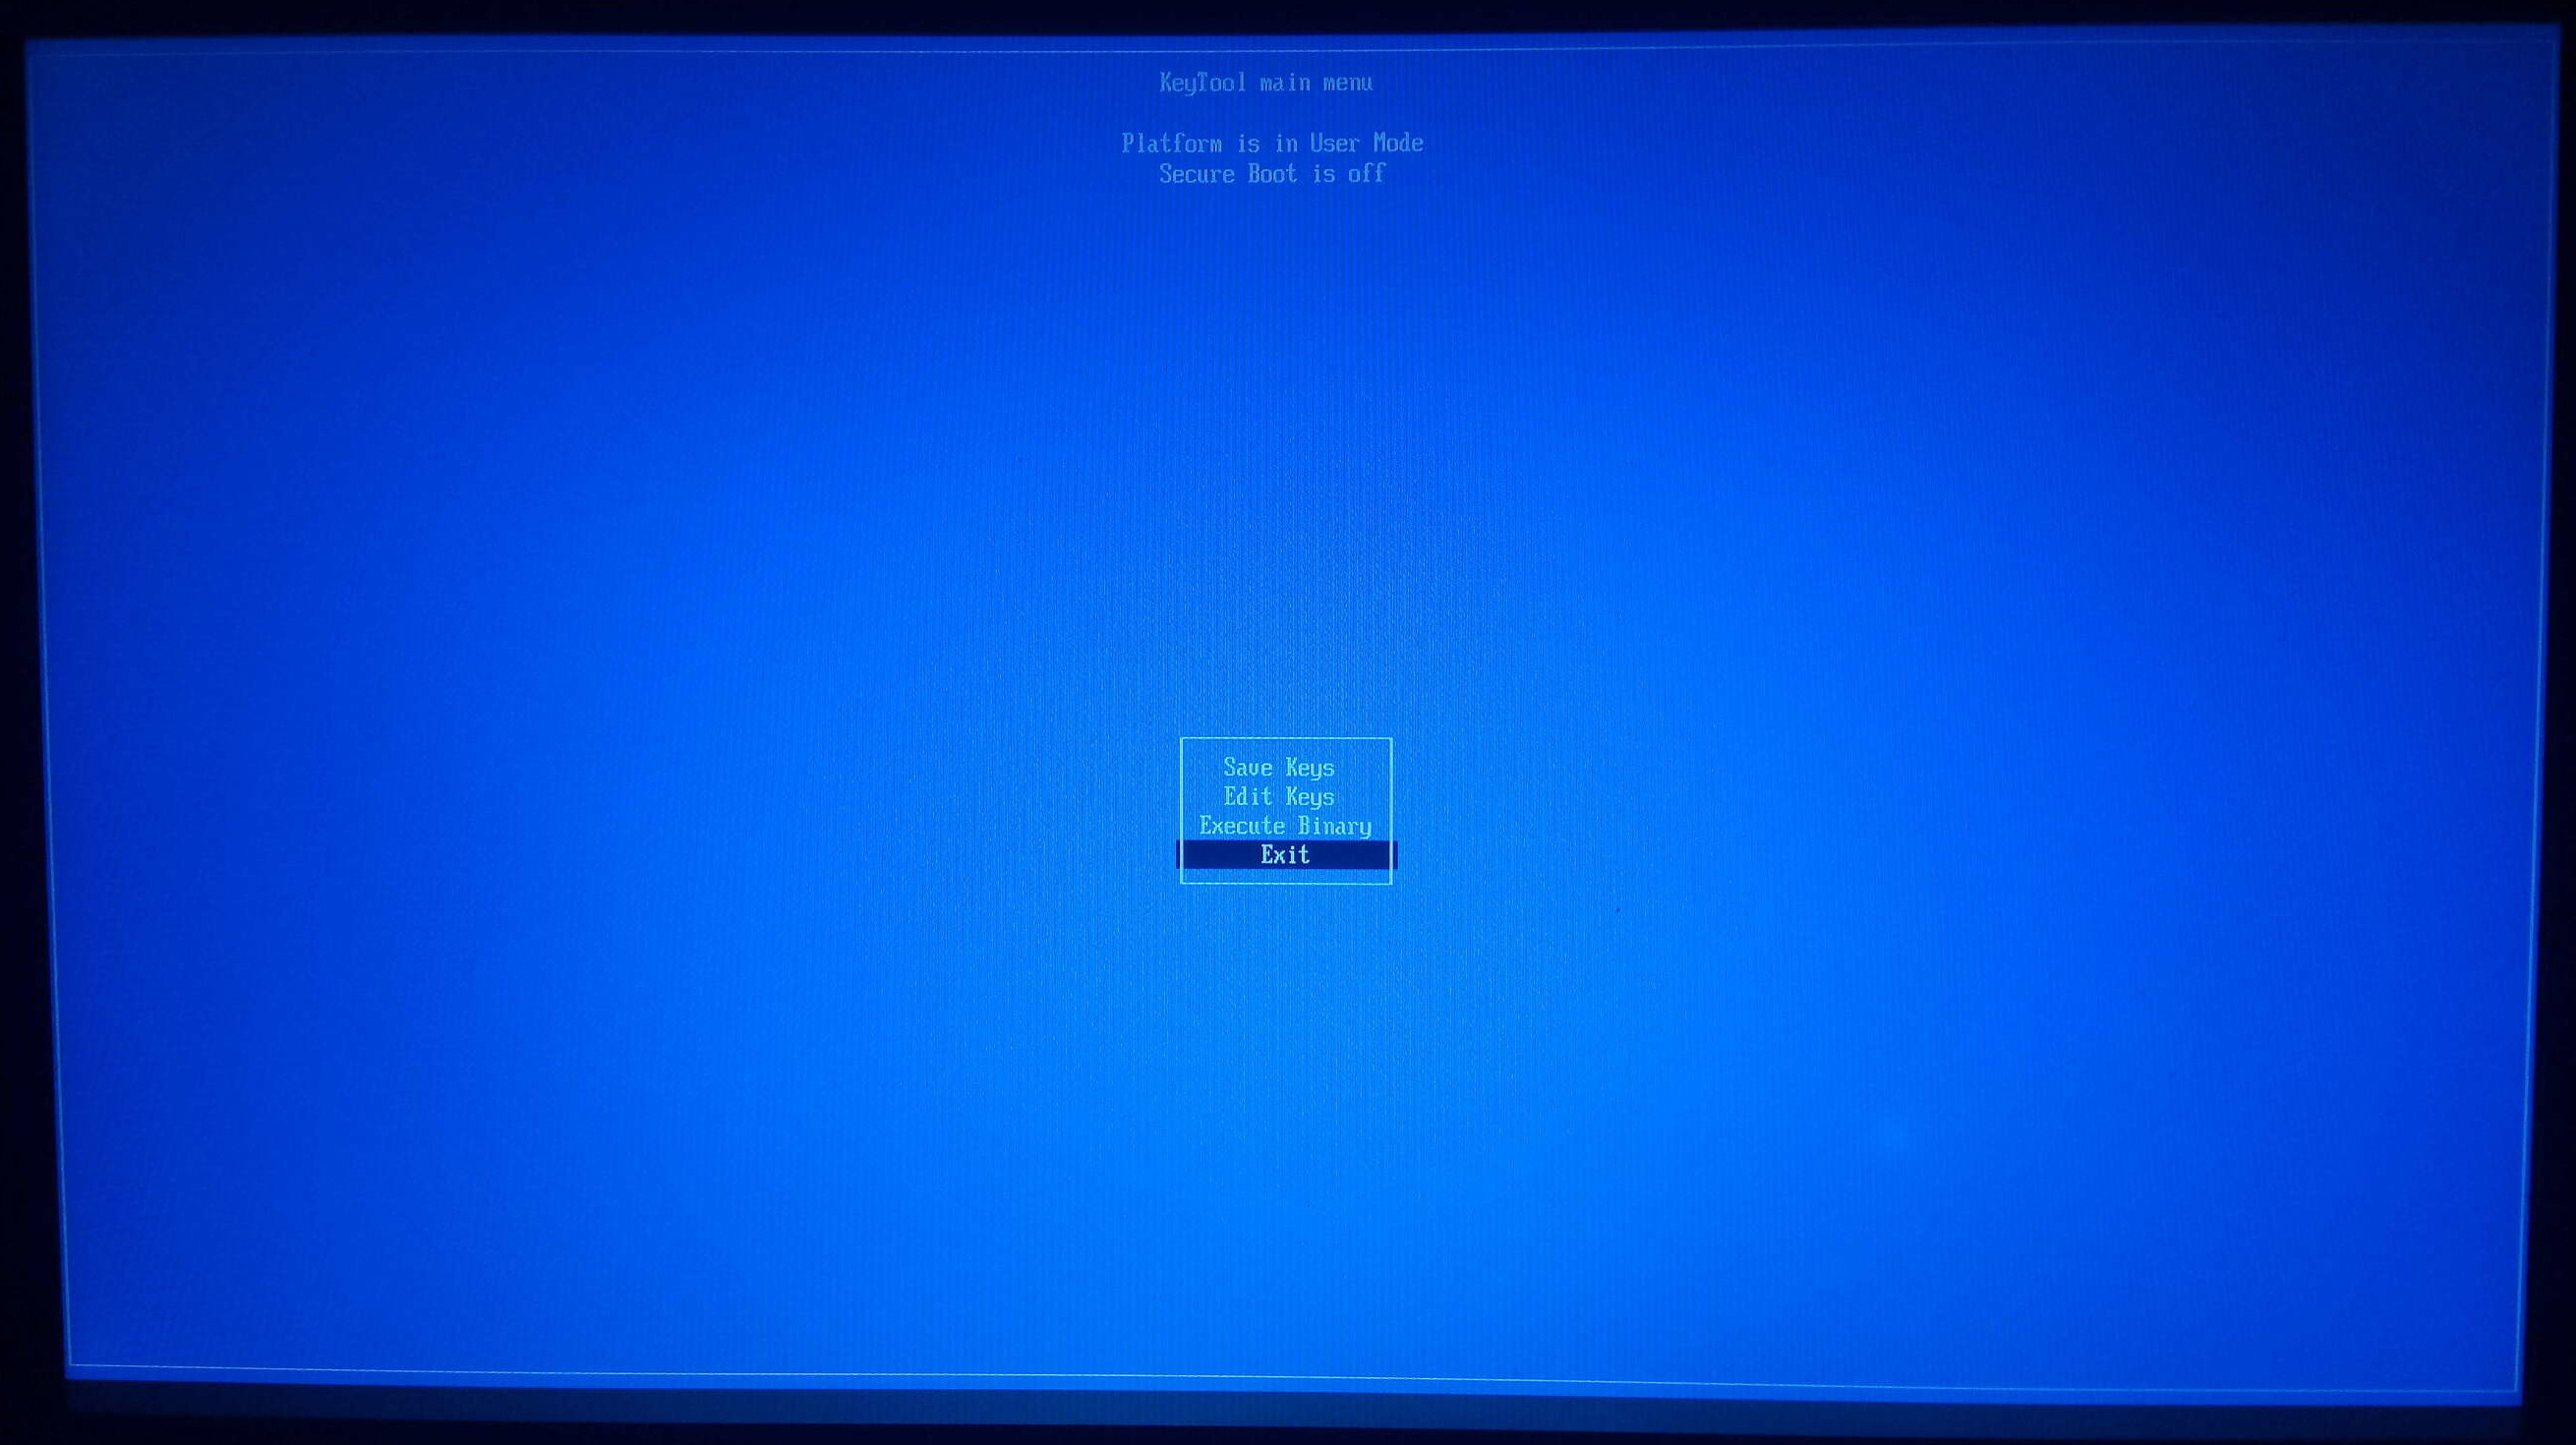 KeyTool main menu
Platform is in User Mode
Secure Boot is off
Save Keys
Edit Keys
Execute Binary
Exit